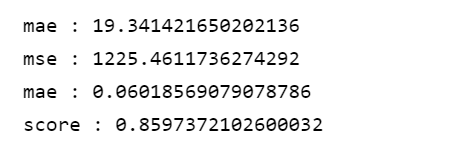 mae : 19.341421650202136
mse : 1225.4611736274292
mae : 0.06018569079078786
score : 0.8597372102600032